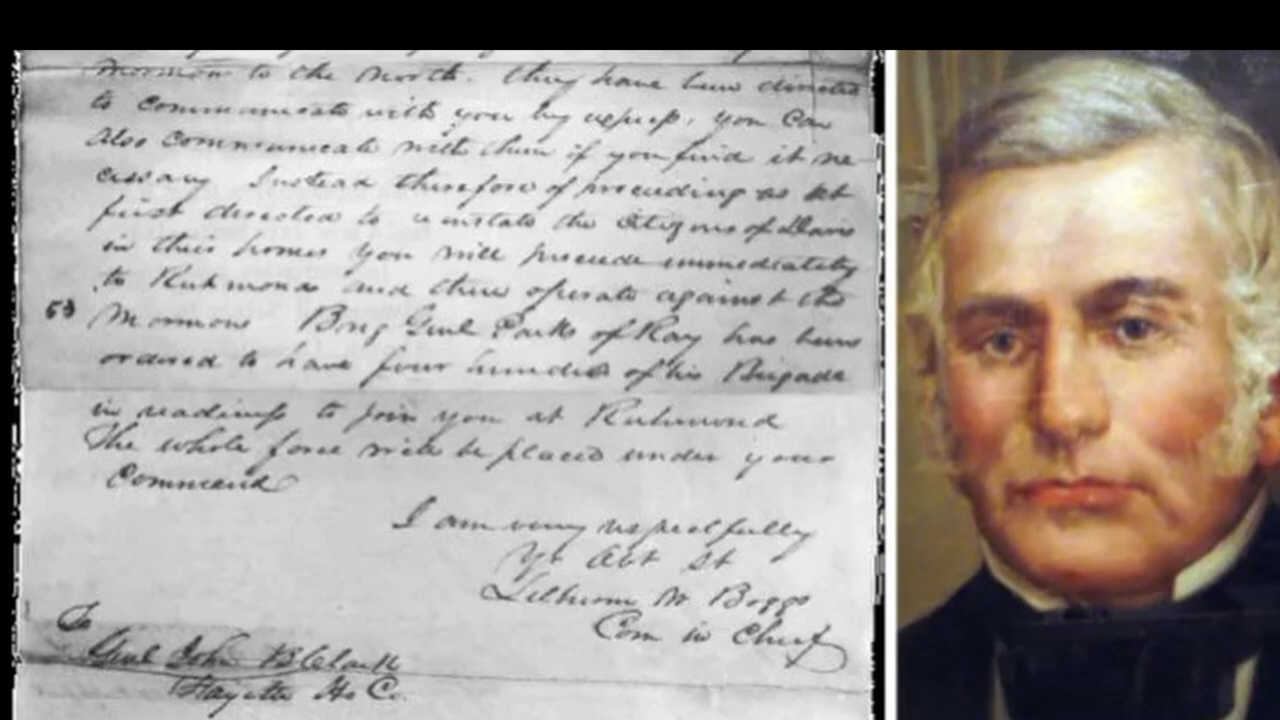 Mormons to the North. They have been directed
to communicate with you by express. you can
also communicate with them if you find it ne-
cessary Instead therefore of proceeding as at
first directed to reinstate the citizens of Daviess
in their homes you will proceed immediately
to Richmond and there operate against the
53 Mormons Brig Genl Parks of Ray has been
ordered to have four hundred of his Brigade
in readiness to join you at Richmond
The whole force will be placed under your
Command
I am very respectfully
Yr Obt St
Lilburn W Boggs
Com in Chief
To
Genl John B Clark
Fayette Ho Co.